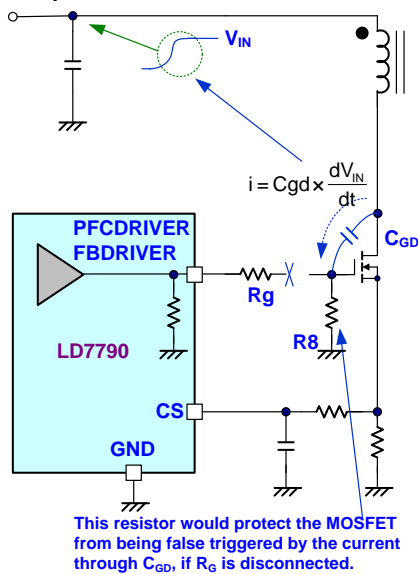 VIN
i = Cgd × dVIN
dt
PFCDRIVER
FBDRIVER
CGD
Rg
R8
LD7790
CS
GND
This resistor would protect the MOSFET
from being false triggered by the current
through CGD, if RG is disconnected.